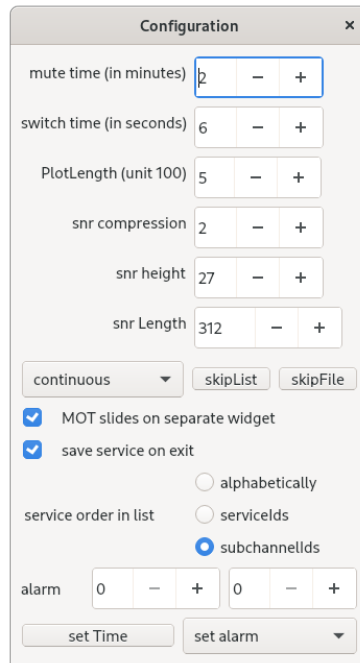 Configuration ×
mute time (in minutes) 2 − +
switch time (in seconds) 6 − +
PlotLength (unit 100) 5 − +
snr compression 2 − +
snr height 27 − +
snr Length 312 − +
continuous skipList skipFile
MOT slides on separate widget
save service on exit
alphabetically
service order in list serviceIds
subchannelIds
alarm 0 − + 0 − +
set Time set alarm